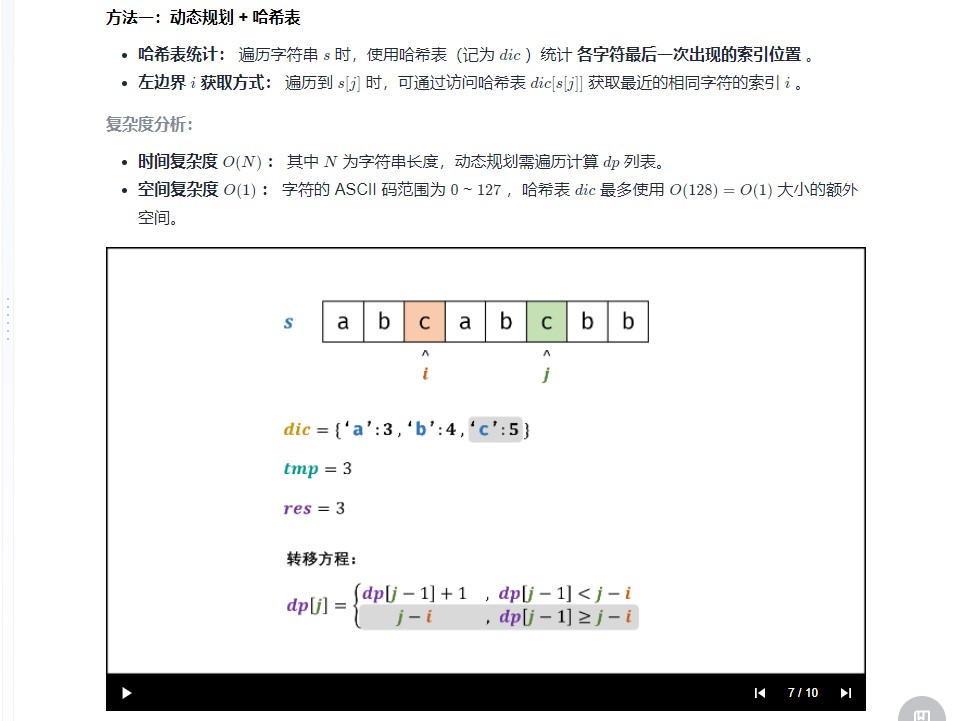 方法一：动态规划 + 哈希表
• 哈希表统计： 遍历字符串 s 时，使用哈希表（记为 dic ）统计 各字符最后一次出现的索引位置 。
• 左边界 i 获取方式： 遍历到 s[j] 时，可通过访问哈希表 dic[s[j]] 获取最近的相同字符的索引 i 。
复杂度分析：
• 时间复杂度 O(N) ： 其中 N 为字符串长度，动态规划需遍历计算 dp 列表。
• 空间复杂度 O(1) ： 字符的 ASCII 码范围为 0 ~ 127 ，哈希表 dic 最多使用 O(128) = O(1) 大小的额外
空间。
s a b c a b c b b
^ ^
i j
dic = {‘a’:3,‘b’:4,‘c’:5}
tmp = 3
res = 3
转移方程：
dp[j] = { dp[j − 1] + 1 , dp[j − 1] < j − i
j − i , dp[j − 1] ≥ j − i
7 / 10